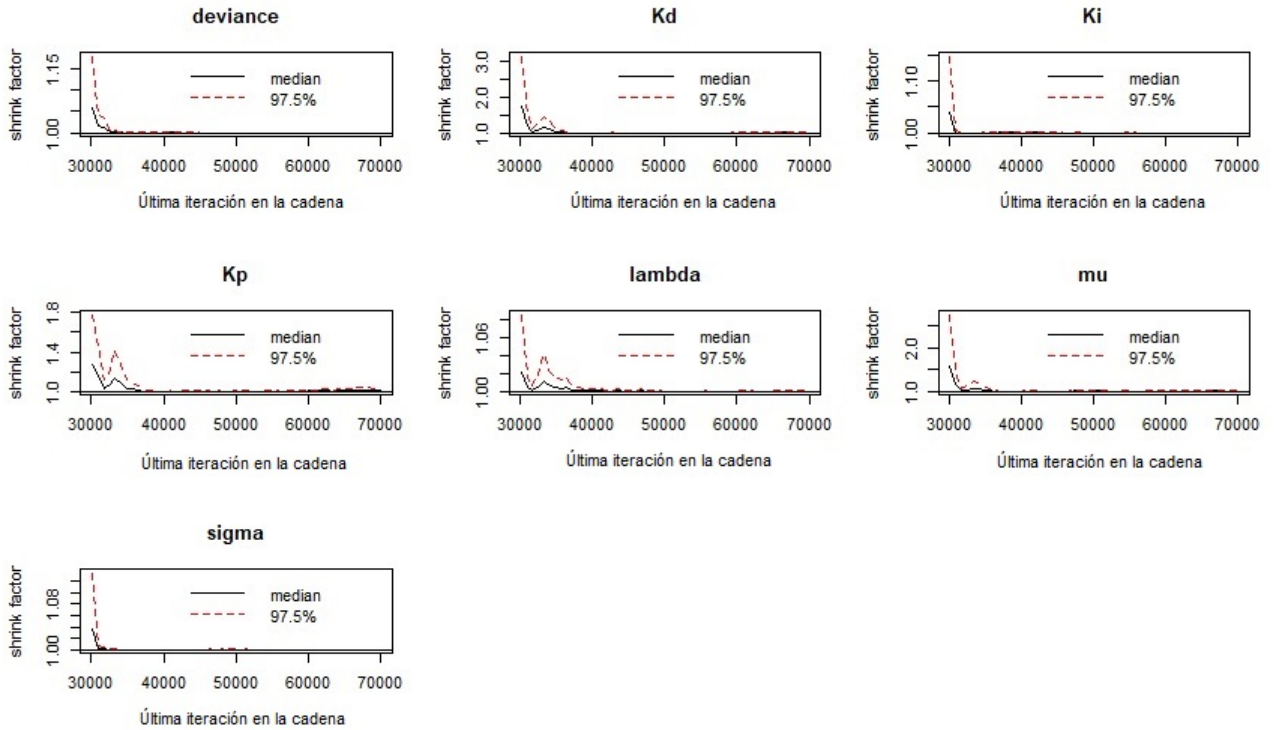 deviance
shrink factor
1.00 1.15
median
97.5%
30000 40000 50000 60000 70000
Última iteración en la cadena
Kd
shrink factor
1.0 2.0 3.0
median
97.5%
30000 40000 50000 60000 70000
Última iteración en la cadena
Ki
shrink factor
1.00 1.10
median
97.5%
30000 40000 50000 60000 70000
Última iteración en la cadena
Kp
shrink factor
1.0 1.4 1.8
median
97.5%
30000 40000 50000 60000 70000
Última iteración en la cadena
lambda
shrink factor
1.00 1.06
median
97.5%
30000 40000 50000 60000 70000
Última iteración en la cadena
mu
shrink factor
1.0 2.0
median
97.5%
30000 40000 50000 60000 70000
Última iteración en la cadena
sigma
shrink factor
1.00 1.08
median
97.5%
30000 40000 50000 60000 70000
Última iteración en la cadena